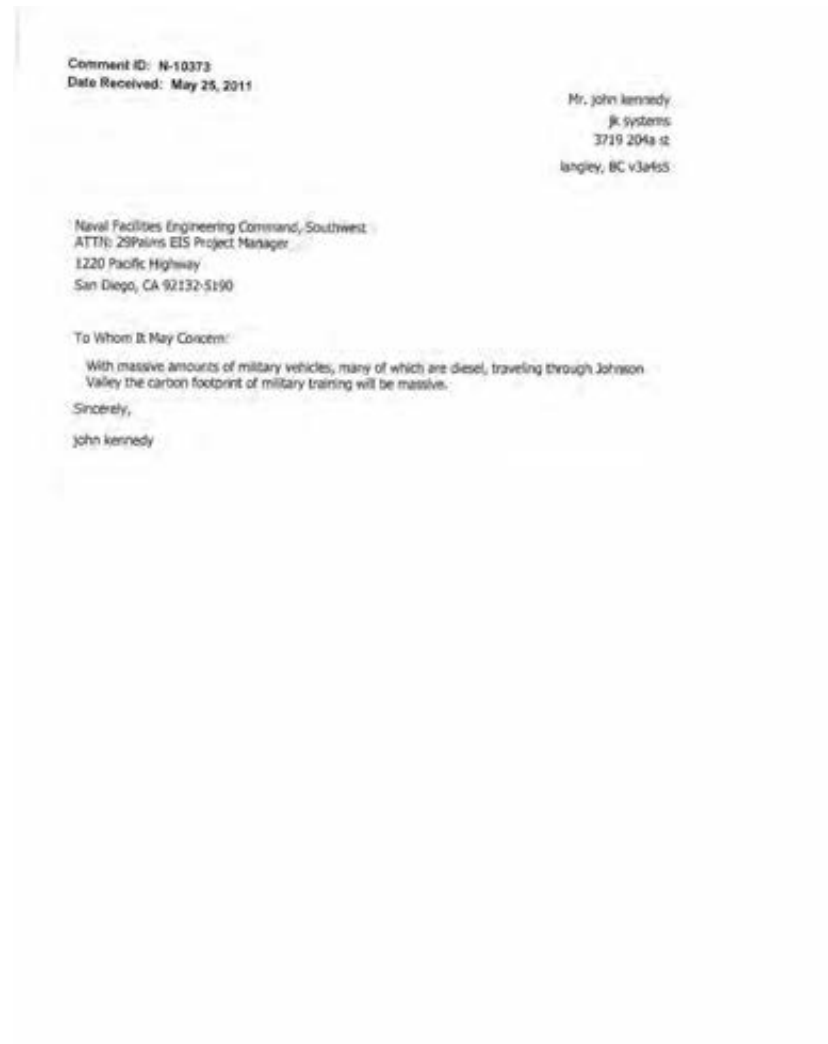 Comment ID: N-10373
Date Received: May 25, 2011
Mr. john kennedy
jk systems
3719 204a st
langley, BC v3a4s5
Naval Facilities Engineering Command, Southwest
ATTN: 29Palms EIS Project Manager
1220 Pacific Highway
San Diego, CA 92132-5190
To Whom It May Concern:
With massive amounts of military vehicles, many of which are diesel, traveling through Johnson
Valley the carbon footprint of military training will be massive.
Sincerely,
john kennedy